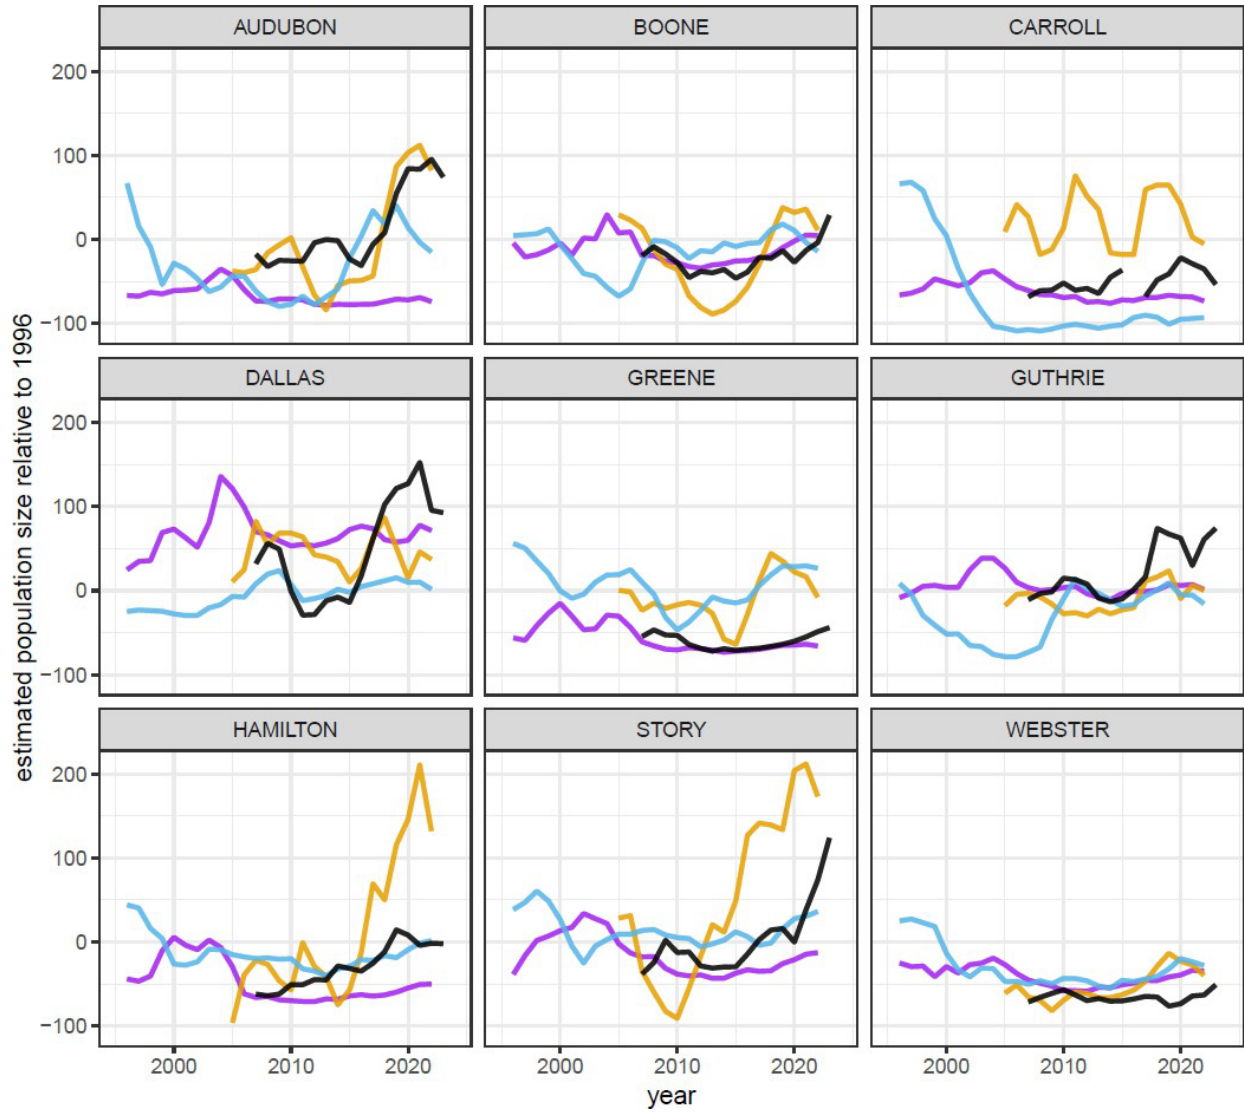 AUDUBON BOONE CARROLL
200
100
0
−100
DALLAS GREENE GUTHRIE
200
100
0
−100
estimated population size relative to 1996
HAMILTON STORY WEBSTER
200
100
0
−100
2000 2010 2020 2000 2010 2020 2000 2010 2020
year